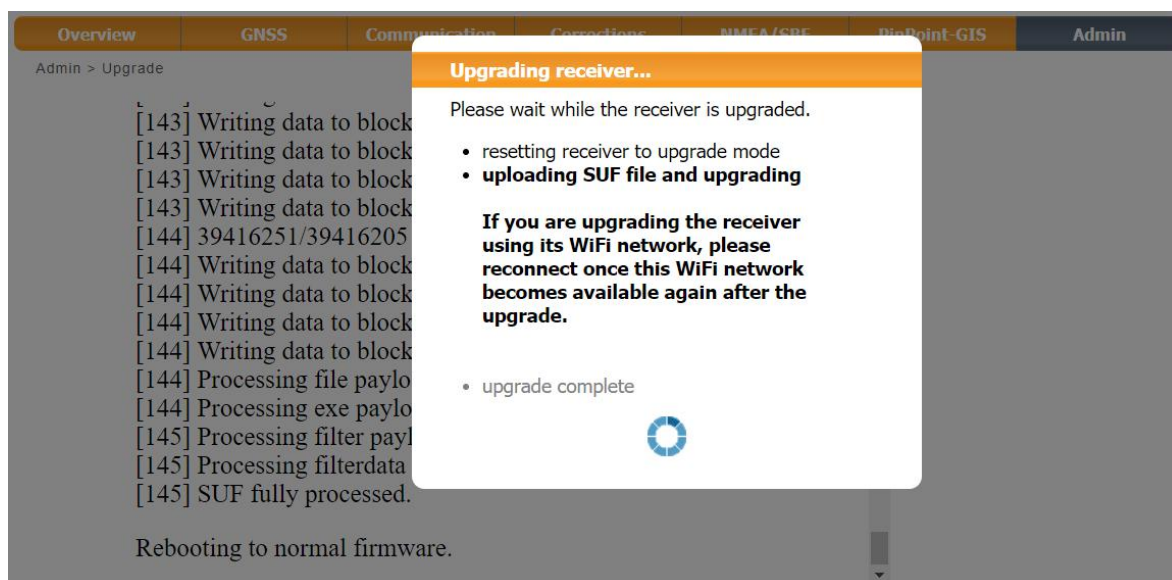 Overview GNSS Communication Corrections NMEA/SBF PinPoint-GIS Admin
Admin > Upgrade
[143] Writing data to block
[143] Writing data to block
[143] Writing data to block
[143] Writing data to block
[144] 39416251/39416205
[144] Writing data to block
[144] Writing data to block
[144] Writing data to block
[144] Writing data to block
[144] Processing file paylo
[144] Processing exe paylo
[145] Processing filter payl
[145] Processing filterdata
[145] SUF fully processed.
Rebooting to normal firmware.
Upgrading receiver...
Please wait while the receiver is upgraded.
• resetting receiver to upgrade mode
• uploading SUF file and upgrading
If you are upgrading the receiver
using its WiFi network, please
reconnect once this WiFi network
becomes available again after the
upgrade.
• upgrade complete